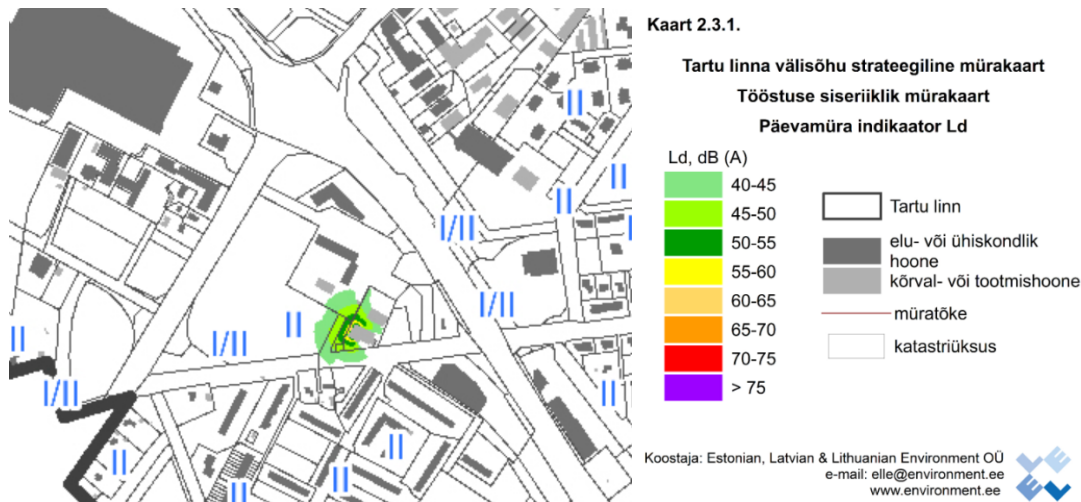 Kaart 2.3.1.
Tartu linna välisõhu strateegiline mürakaart
Tööstuse siseriiklik mürakaart
Päevamüra indikaator Ld
Ld, dB (A)
40-45
45-50
50-55
55-60
60-65
65-70
70-75
> 75
Tartu linn
elu- või ühiskondlik
hoone
kõrval- või tootmishoone
müratõke
katastriüksus
Koostaja: Estonian, Latvian & Lithuanian Environment OÜ
e-mail: elle@environment.ee
www.environment.ee
II
II
II
I/II
I/II
II
I/II
II
I/II
II
II
II
II
II